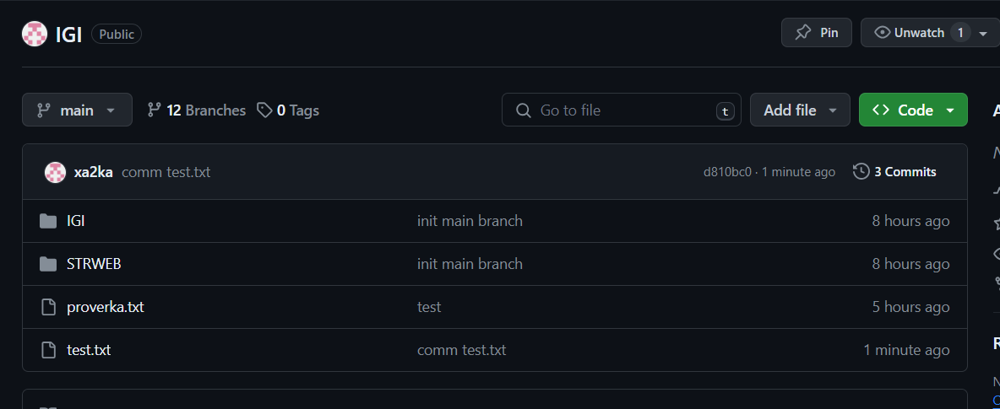 IGI Public Pin Unwatch 1
main 12 Branches 0 Tags Go to file t Add file Code
xa2ka comm test.txt d810bc0 · 1 minute ago 3 Commits
IGI init main branch 8 hours ago
STRWEB init main branch 8 hours ago
proverka.txt test 5 hours ago
test.txt comm test.txt 1 minute ago